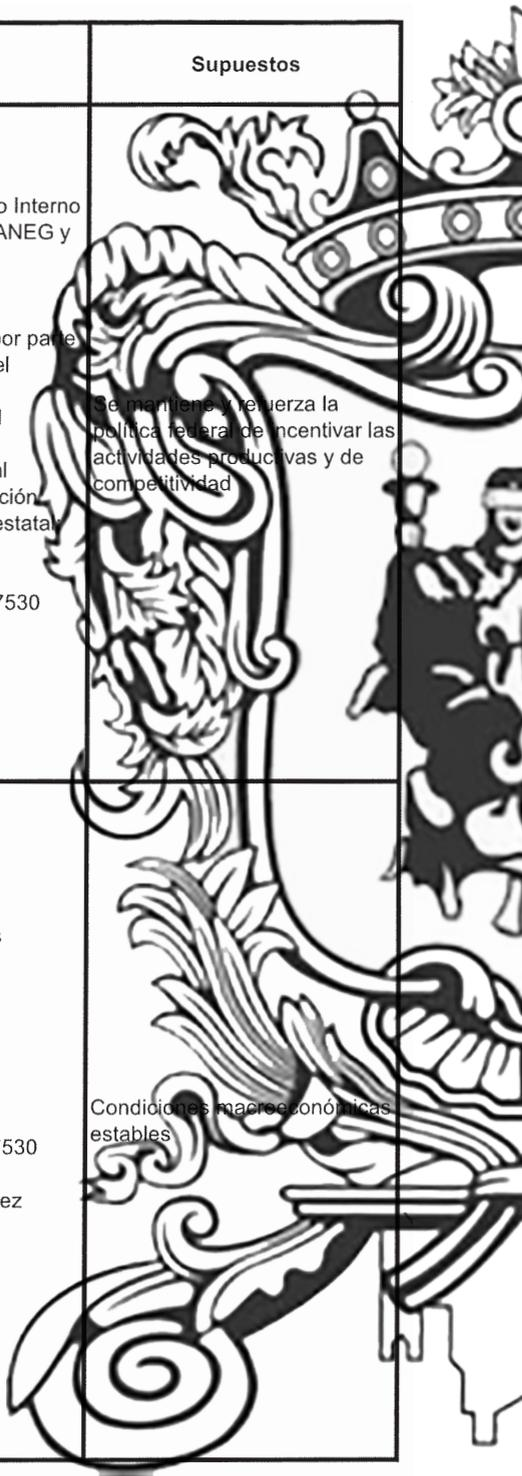 Supuestos
o Interno
ANEG y
por parte
el
l
Se mantiene y refuerza la
política federal de incentivar las
actividades productivas y de
competitividad
al
ción,
estatal;
7530
s
Condiciones macroeconómicas
estables
7530
ez